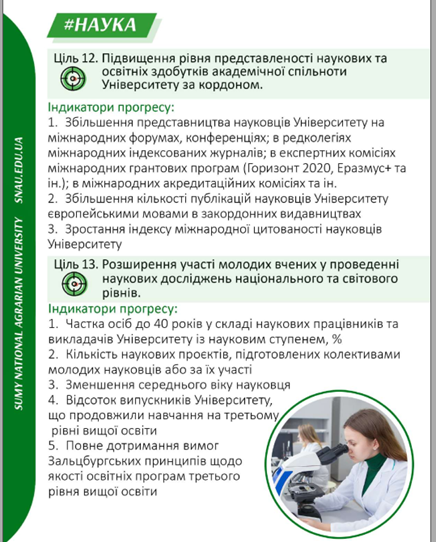 #НАУКА
Ціль 12. Підвищення рівня представленості наукових та
освітніх здобутків академічної спільноти
Університету за кордоном.
Індикатори прогресу:
1. Збільшення представництва науковців Університету на
міжнародних форумах, конференціях; в редколегіях
міжнародних індексованих журналів; в експертних комісіях
міжнародних грантових програм (Горизонт 2020, Еразмус+ та
ін.); в міжнародних акредитаційних комісіях та ін.
2. Збільшення кількості публікацій науковців Університету
європейськими мовами в закордонних видавництвах
3. Зростання індексу міжнародної цитованості науковців
Університету
Ціль 13. Розширення участі молодих вчених у проведенні
наукових досліджень національного та світового
рівнів.
Індикатори прогресу:
1. Частка осіб до 40 років у складі наукових працівників та
викладачів Університету із науковим ступенем, %
2. Кількість наукових проєктів, підготовлених колективами
молодих науковців або за їх участі
3. Зменшення середнього віку науковця
4. Відсоток випускників Університету,
що продовжили навчання на третьому
рівні вищої освіти
5. Повне дотримання вимог
Зальцбургських принципів щодо
якості освітніх програм третього
рівня вищої освіти
SUMY NATIONAL AGRARIAN UNIVERSITY SNAU.EDU.UA